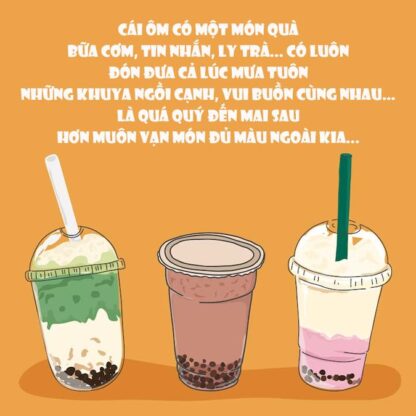 CÁI ÔM CÓ MỘT MÓN QUÀ
BỮA CƠM, TIN NHẮN, LY TRÀ... CÓ LUÔN
ĐÓN ĐƯA CẢ LÚC MƯA TUÔN
NHỮNG KHUYA NGỒI CẠNH, VUI BUỒN CÙNG NHAU...
LÀ QUÁ QUÝ ĐẾN MAI SAU
HƠN MUÔN VẠN MÓN ĐỦ MÀU NGOÀI KIA...